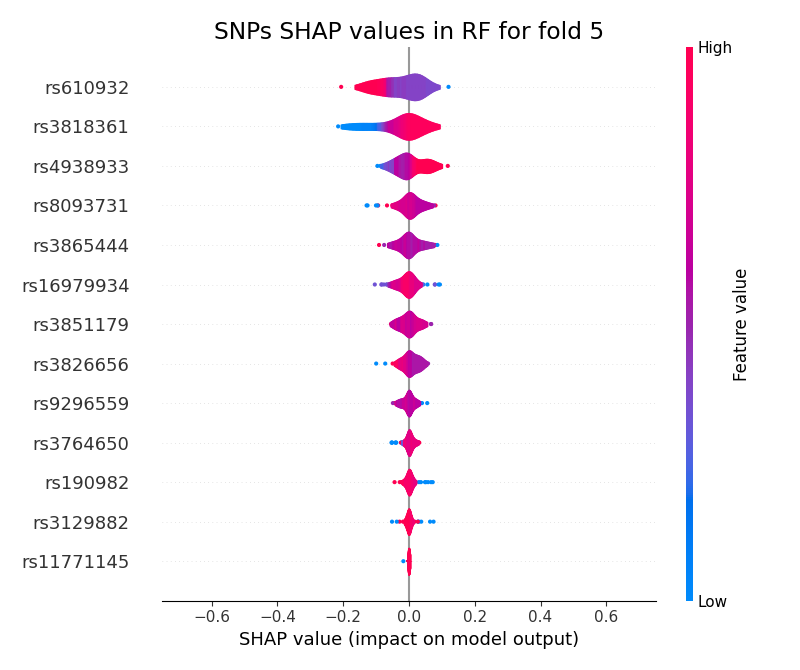 SNPs SHAP values in RF for fold 5
High
rs610932
rs3818361
rs4938933
rs8093731
rs3865444
rs16979934
rs3851179
rs3826656
rs9296559
rs3764650
rs190982
rs3129882
rs11771145
Feature value
Low
−0.6 −0.4 −0.2 0.0 0.2 0.4 0.6
SHAP value (impact on model output)